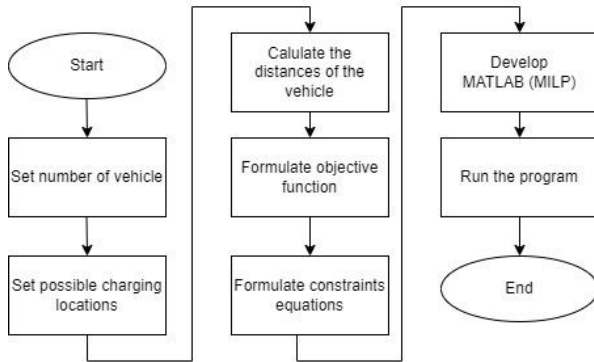 Start
Set number of vehicle
Set possible charging
locations
Calulate the
distances of the
vehicle
Formulate objective
function
Formulate constraints
equations
Develop
MATLAB (MILP)
Run the program
End